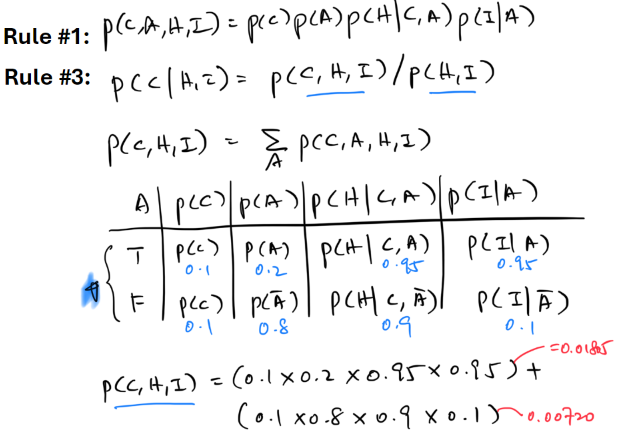 Rule #1: p(C,A,H,I) = p(C)p(A)p(H|C,A)p(I|A)
Rule #3: p(C|H,I) = p(C,H,I)/p(H,I)
p(C,H,I) = Σ p(C,A,H,I)
A
A | p(C) | p(A) | p(H|C,A) | p(I|A)
T | p(C) | p(A) | p(H|C,A) | p(I|A)
0.1 0.2 0.95 0.95
F | p(C) | p(Ā) | p(H|C,Ā) | p(I|Ā)
0.1 0.8 0.9 0.1
p(C,H,I) = (0.1 × 0.2 × 0.95 × 0.95) + =0.01805
(0.1 × 0.8 × 0.9 × 0.1) 0.00720